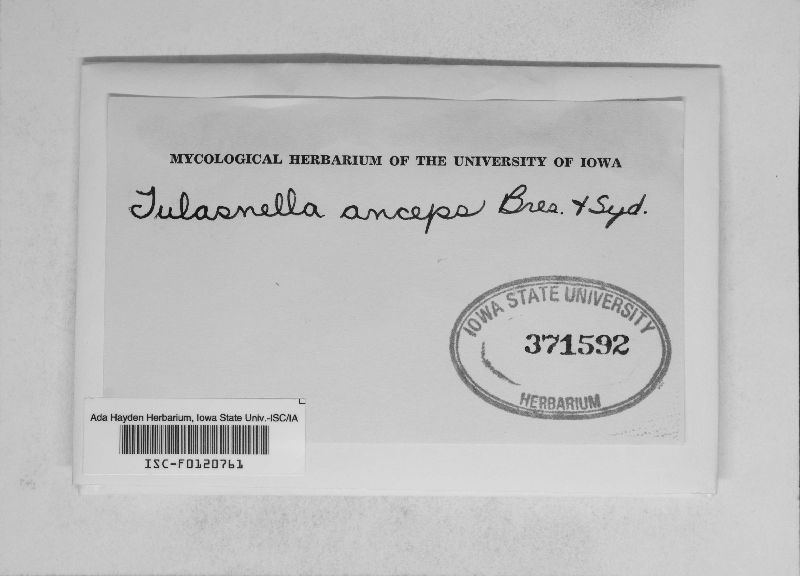 MYCOLOGICAL HERBARIUM OF THE UNIVERSITY OF IOWA
Tulasnella anceps Bres. & Syd.
IOWA STATE UNIVERSITY
371592
HERBARIUM
Ada Hayden Herbarium, Iowa State Univ.-ISC/IA
ISC-F0120761